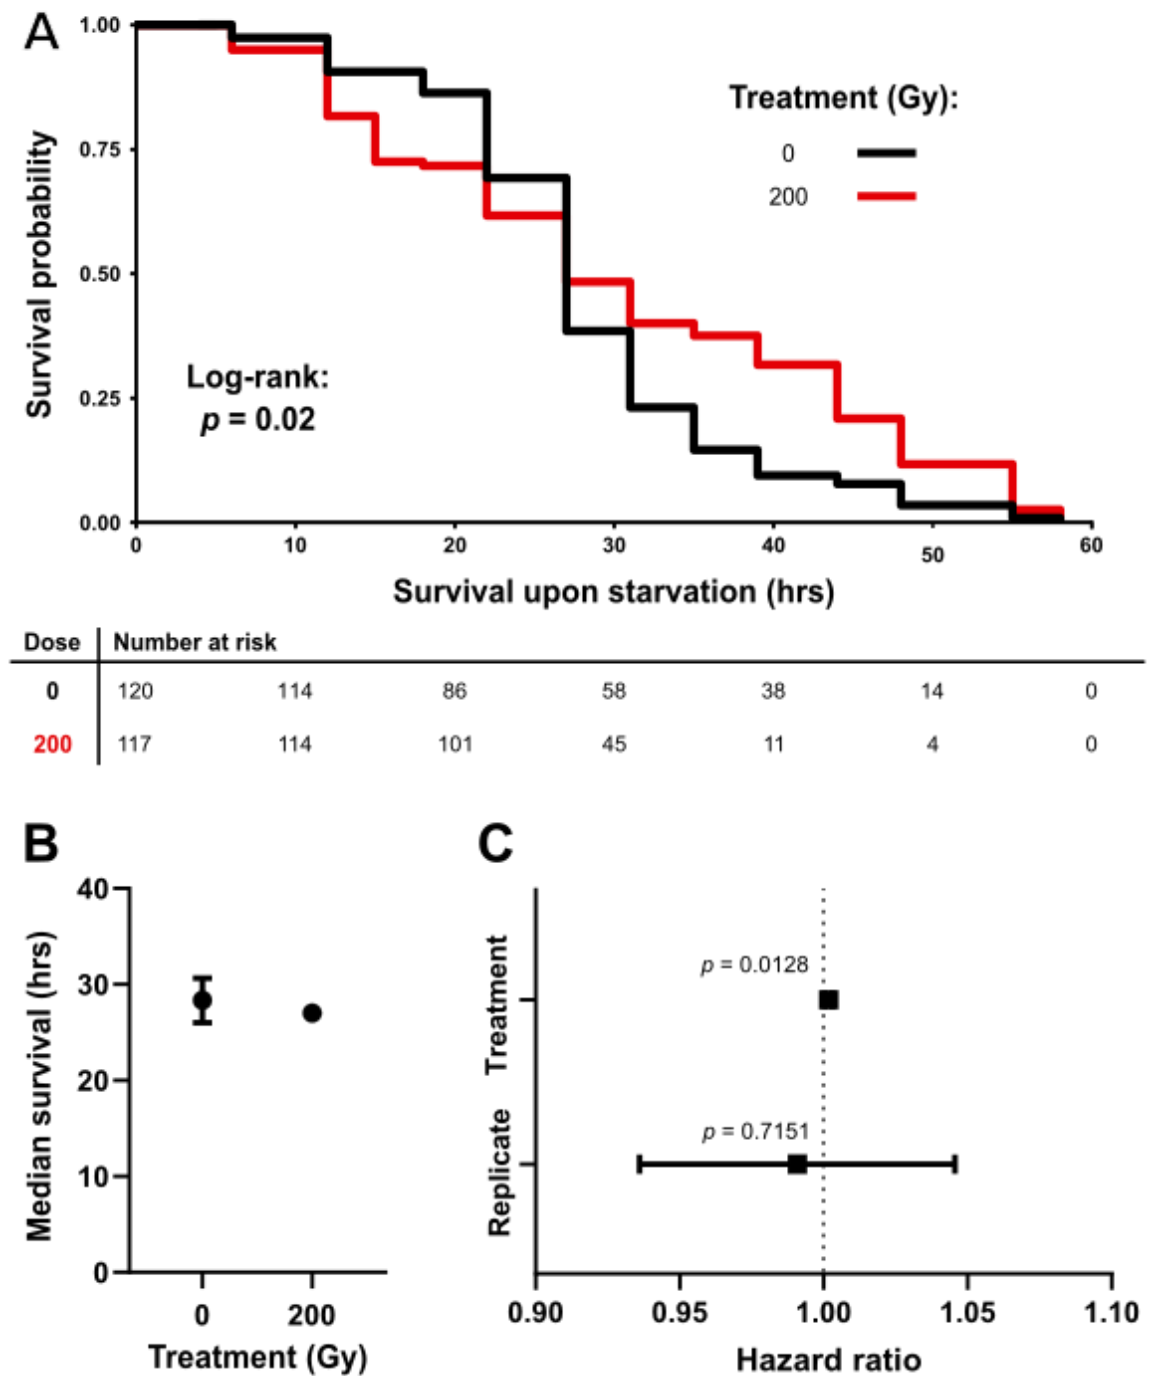 A
1.00
0.75
0.50
0.25
0.00
Survival probability
Treatment (Gy):
0
200
Log-rank:
p = 0.02
0 10 20 30 40 50 60
Survival upon starvation (hrs)
Dose Number at risk
0 120 114 86 58 38 14 0
200 117 114 101 45 11 4 0
B
40
30
20
10
0
Median survival (hrs)
0 200
Treatment (Gy)
C
Treatment
p = 0.0128
Replicate
p = 0.7151
0.90 0.95 1.00 1.05 1.10
Hazard ratio